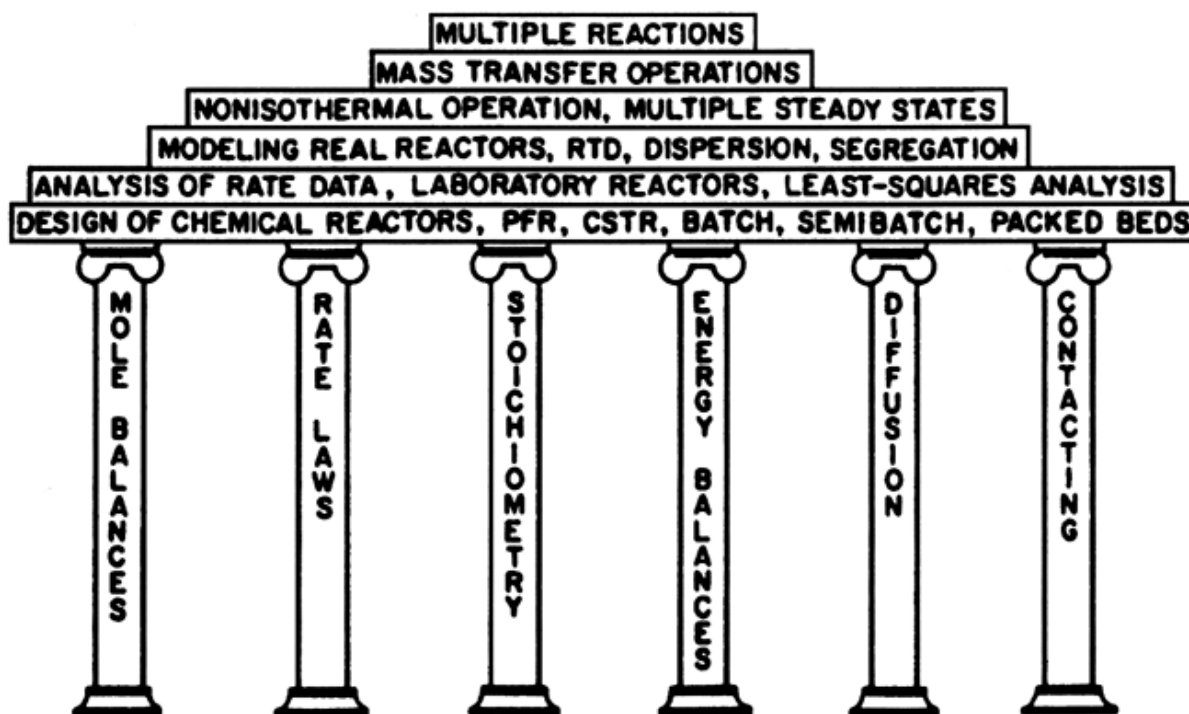 MULTIPLE REACTIONS
MASS TRANSFER OPERATIONS
NONISOTHERMAL OPERATION, MULTIPLE STEADY STATES
MODELING REAL REACTORS, RTD, DISPERSION, SEGREGATION
ANALYSIS OF RATE DATA, LABORATORY REACTORS, LEAST-SQUARES ANALYSIS
DESIGN OF CHEMICAL REACTORS, PFR, CSTR, BATCH, SEMIBATCH, PACKED BEDS
MOLE BALANCES
RATE LAWS
STOICHIOMETRY
ENERGY BALANCES
DIFFUSION
CONTACTING